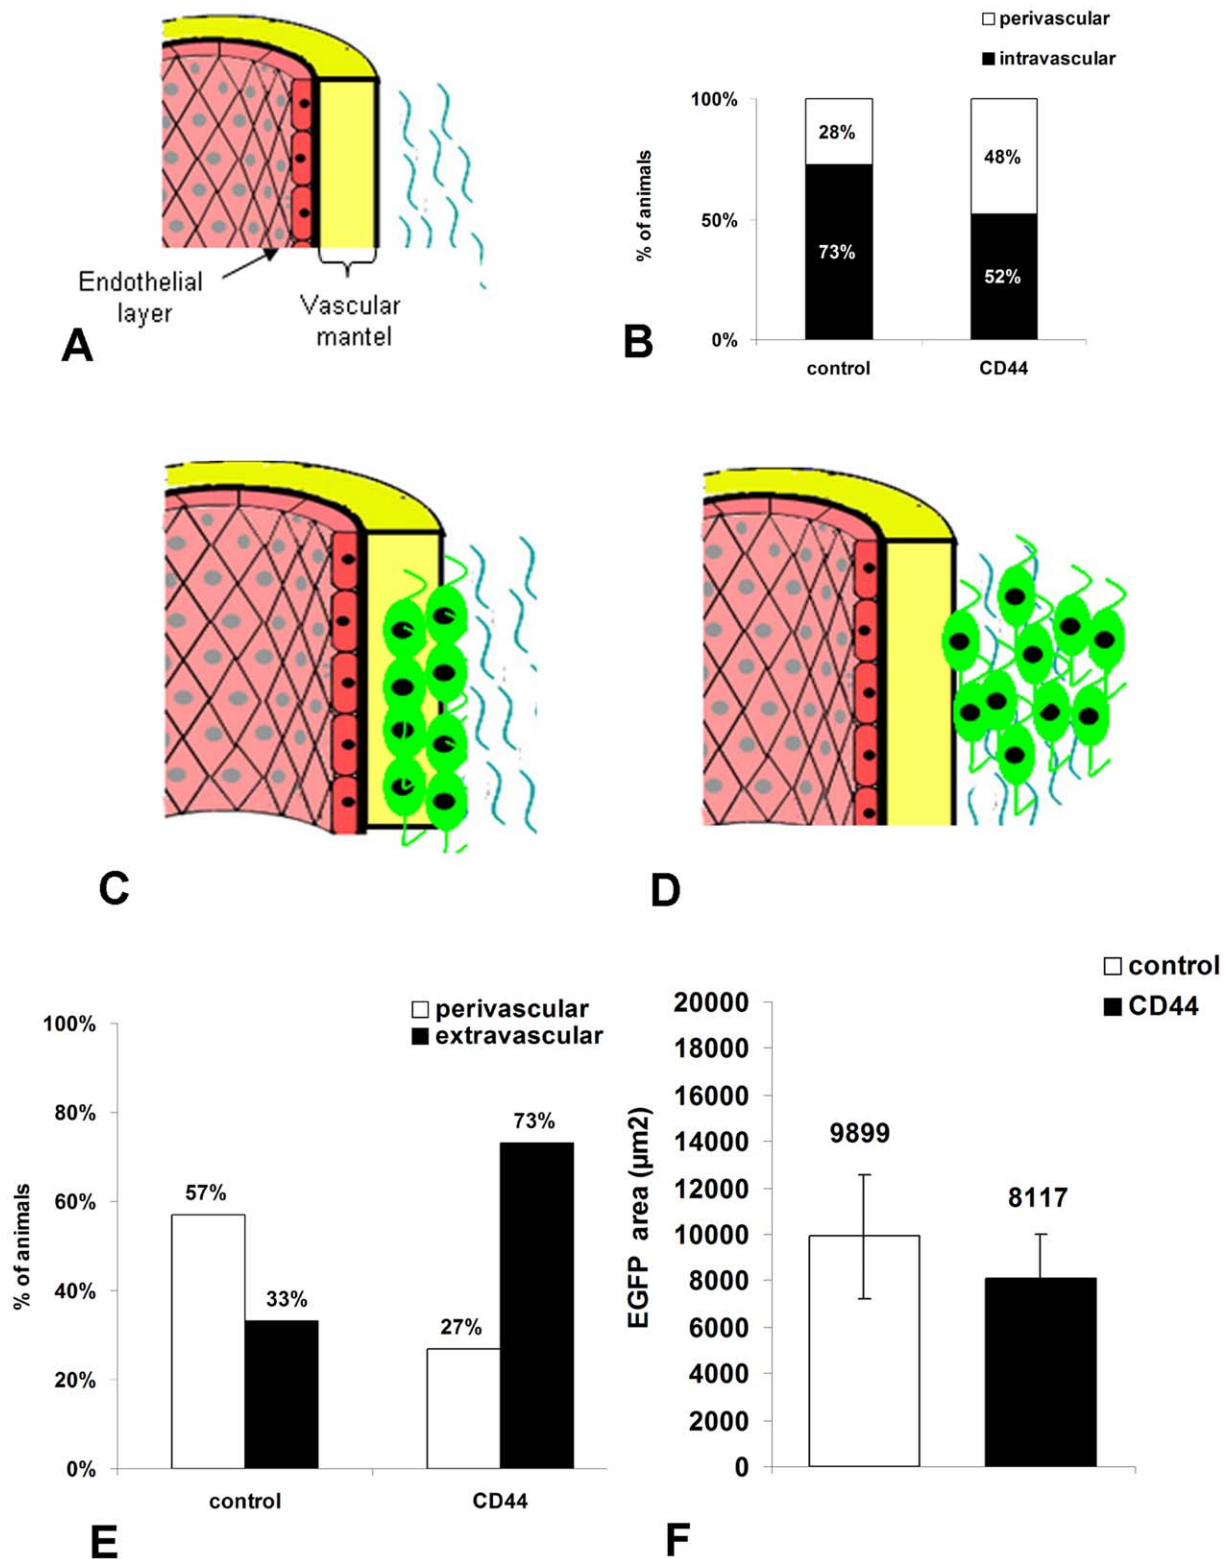 Endothelial
layer
Vascular
mantel
A
perivascular
intravascular
100%
50%
0%
% of animals
28%
73%
48%
52%
control
CD44
B
C
D
perivascular
extravascular
100%
80%
60%
40%
20%
0%
% of animals
57%
33%
27%
73%
control
CD44
E
control
CD44
20000
18000
16000
14000
12000
10000
8000
6000
4000
2000
0
EGFP area (µm2)
9899
8117
F